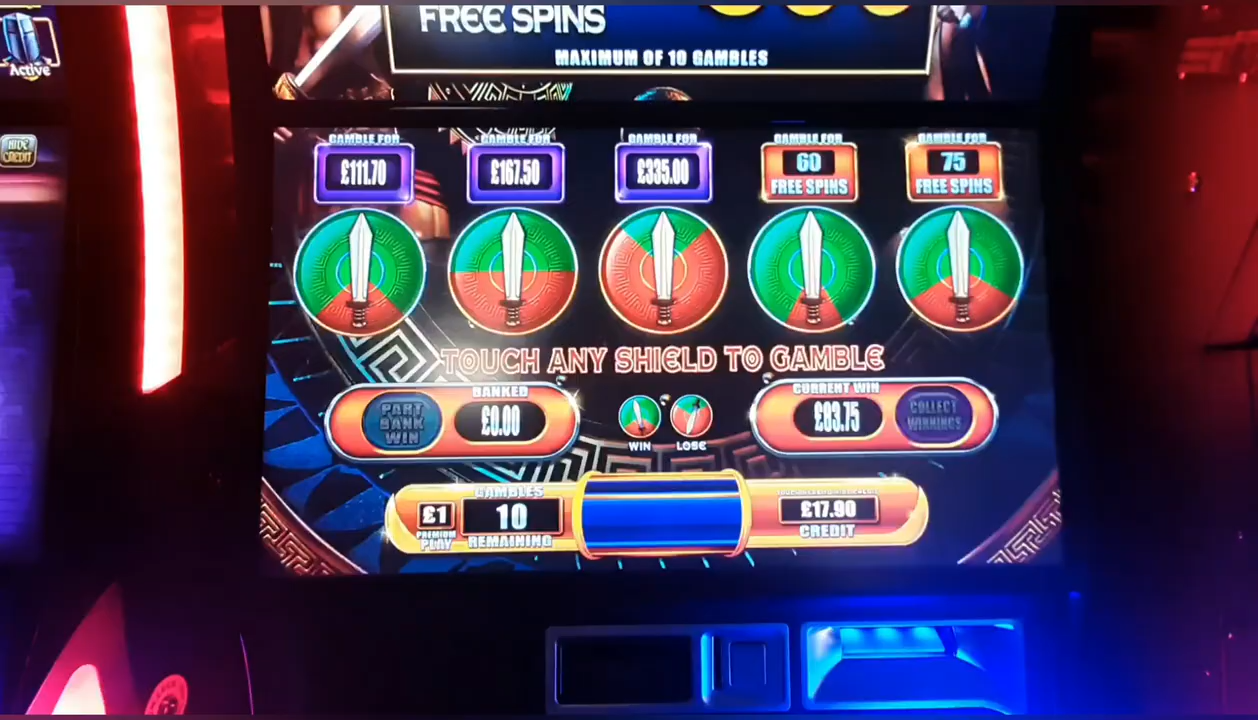 FREE SPINS
MAXIMUM OF 10 GAMBLES
Active
HIVE CREDIT
GAMBLE FOR
£111.70
GAMBLE FOR
£167.50
GAMBLE FOR
£335.00
GAMBLE FOR
60
FREE SPINS
GAMBLE FOR
75
FREE SPINS
TOUCH ANY SHIELD TO GAMBLE
PART
BANK
WIN
BANKED
£0.00
WIN
LOSE
CURRENT WIN
£83.75
COLLECT
WINNINGS
£1
PREMIUM
PLAY
GAMBLES
10
REMAINING
£17.90
CREDIT